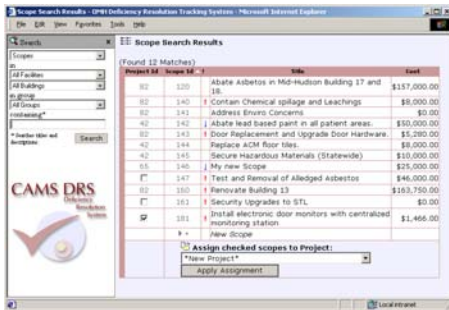 Scope Search Results - OMH Deficiency Resolution Tracking System - Microsoft Internet Explorer
File Edit View Favorites Tools Help
Search
Scopes
in
All Facilities
All Buildings
in group
All Groups
containing*
* Searches titles and
descriptions
Search
CAMS DRS
Deficiency
Resolution
System
Scope Search Results
(Found 12 Matches)
Project Id Scope Id ! Title Cost
82 120 Abate Asbetos in Mid-Hudson Building 17 and 18. $157,000.00
82 140 ! Contain Chemical spillage and Leachings $8,000.00
82 141 Address Enviro Concerns $0.00
42 142 ↓ Abate lead based paint in all patient areas. $50,000.00
82 143 ! Door Replacement and Upgrade Door Hardware. $5,280.00
42 144 Replace ACM floor tiles. $8,000.00
42 145 Secure Hazardous Materials (Statewide) $10,000.00
65 146 ↓ My new Scope $25,000.00
147 ! Test and Removal of Alledged Asbestos $46,000.00
82 160 ! Renovate Building 13 $163,750.00
161 ! Security Upgrades to STL $0.00
181 ! Install electronic door monitors with centralized monitoring station $1,466.00
New Scope
Assign checked scopes to Project:
*New Project*
Apply Assignment
Local intranet